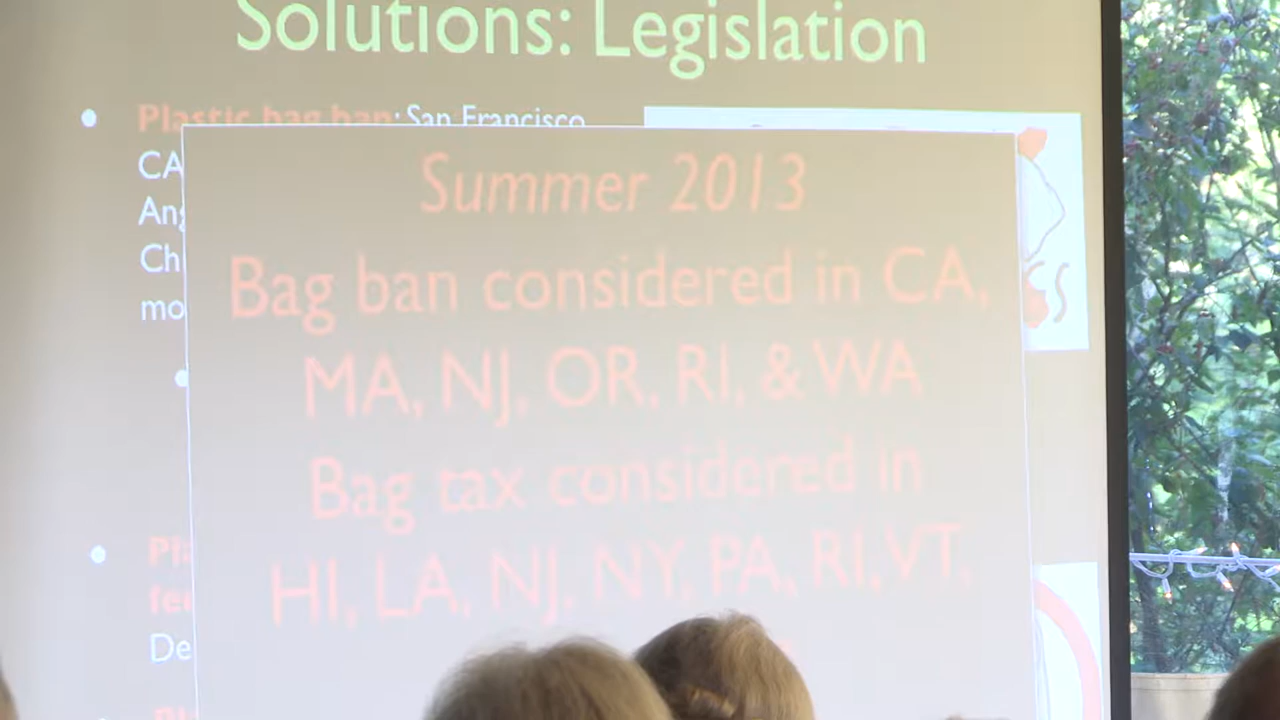 Solutions: Legislation
Plastic bag ban: San Francisco
CA
Ang
Ch
mo
Summer 2013
Bag ban considered in CA,
MA, NJ, OR, RI, & WA
Bag tax considered in
HI, LA, NJ, NY, PA, RI, VT,
De